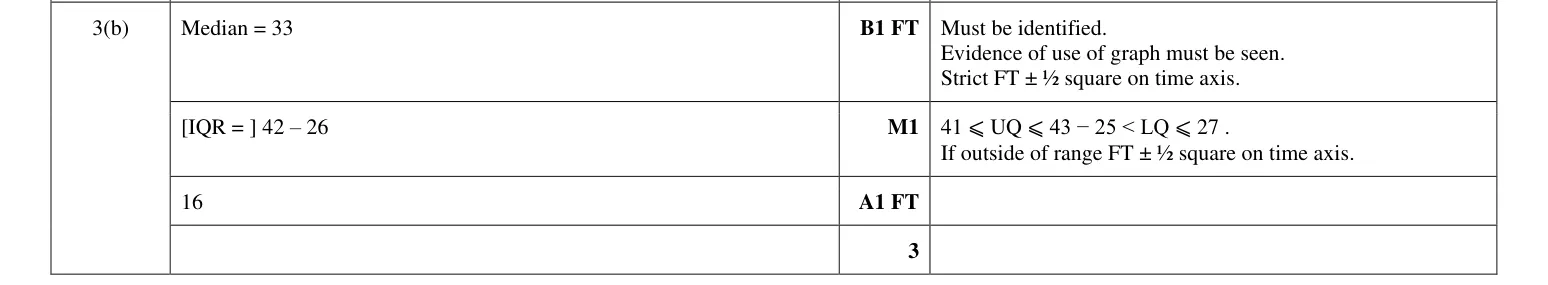 3(b) Median = 33 B1 FT Must be identified.
Evidence of use of graph must be seen.
Strict FT ± ½ square on time axis.
[IQR = ] 42 – 26 M1 41 ⩽ UQ ⩽ 43 − 25 < LQ ⩽ 27 .
If outside of range FT ± ½ square on time axis.
16 A1 FT
3